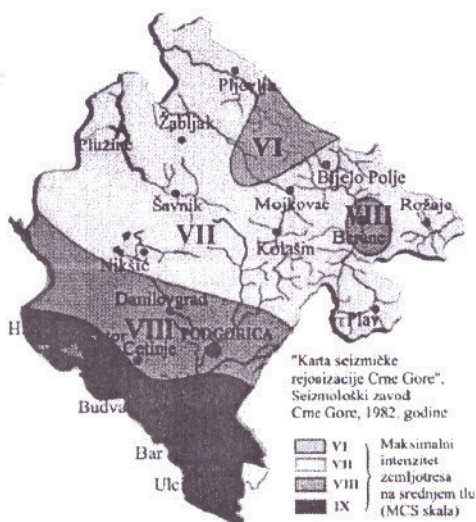 Pljevlja
Žabljak
Plužine
VI
Bijelo Polje
Šavnik
Mojkovac
VIII
Rožaje
VII
Berane
Kolašin
Nikšić
Danilovgrad
Plav
VIII
PODGORICA
Cetinje
Budva
Bar
Ulc
"Karta seizmičke
rejonizacije Crne Gore",
Seizmološki zavod
Crne Gore, 1982. godine
VI
VII
VIII
IX
Maksimalni
intenzitet
zemljotresa
na srednjem tlu
(MCS skala)